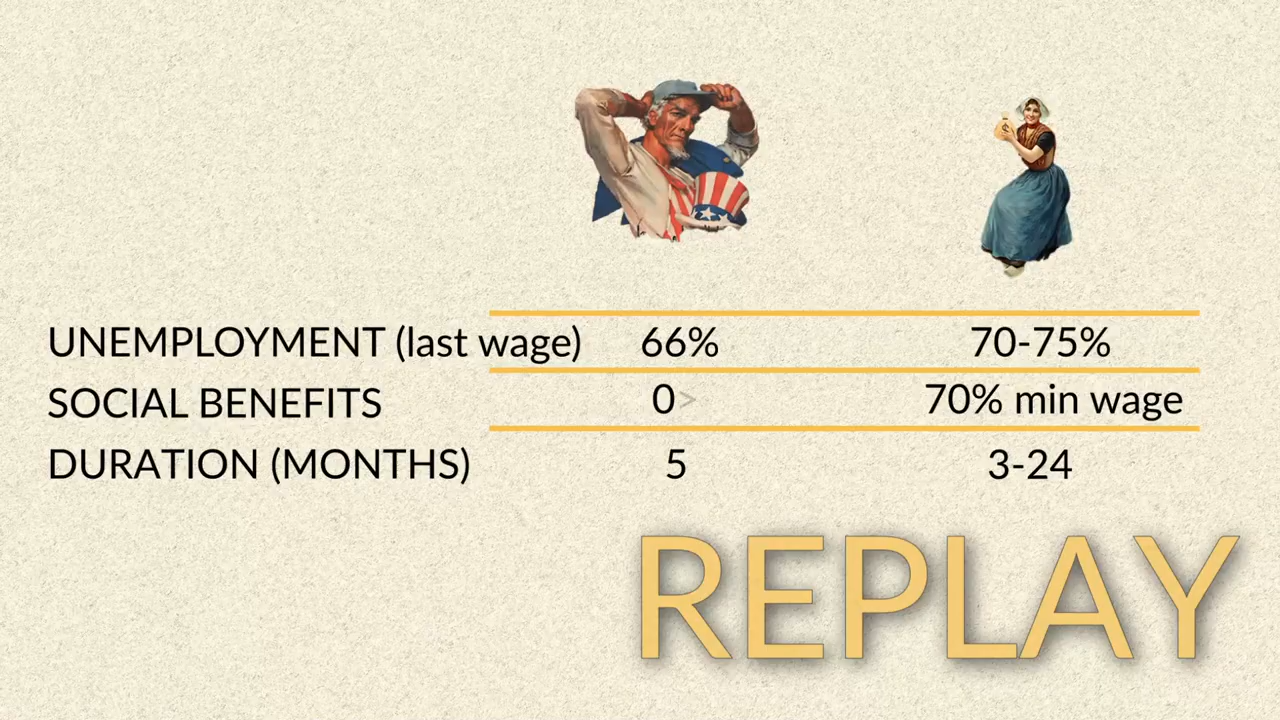 UNEMPLOYMENT (last wage) 66% 70-75%
SOCIAL BENEFITS 0> 70% min wage
DURATION (MONTHS) 5 3-24
REPLAY